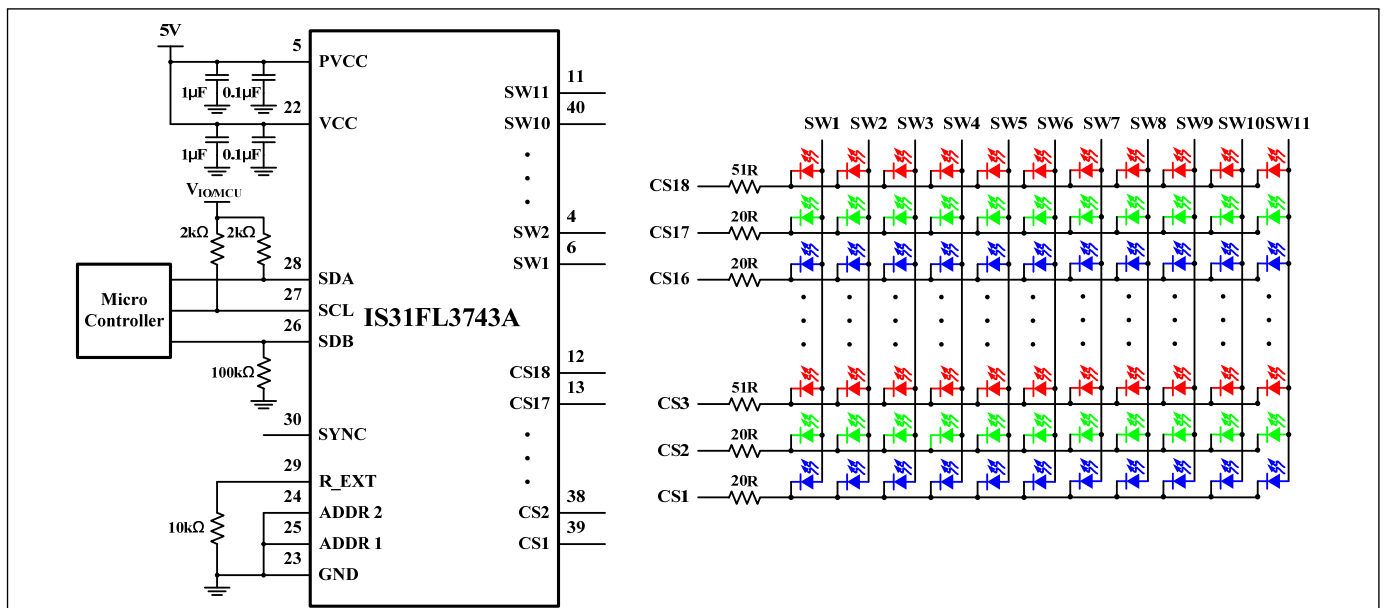 5V
5
PVCC
1µF 0.1µF
22
VCC
1µF 0.1µF
VIO/MCU
2kΩ 2kΩ
28
SDA
Micro
Controller
27
SCL
26
SDB
100kΩ
30
SYNC
29
R_EXT
10kΩ
24
ADDR 2
25
ADDR 1
23
GND
IS31FL3743A
11
SW11
40
SW10
4
SW2
6
SW1
12
CS18
13
CS17
38
CS2
39
CS1
SW1 SW2 SW3 SW4 SW5 SW6 SW7 SW8 SW9 SW10 SW11
51R
CS18
20R
CS17
20R
CS16
51R
CS3
20R
CS2
20R
CS1